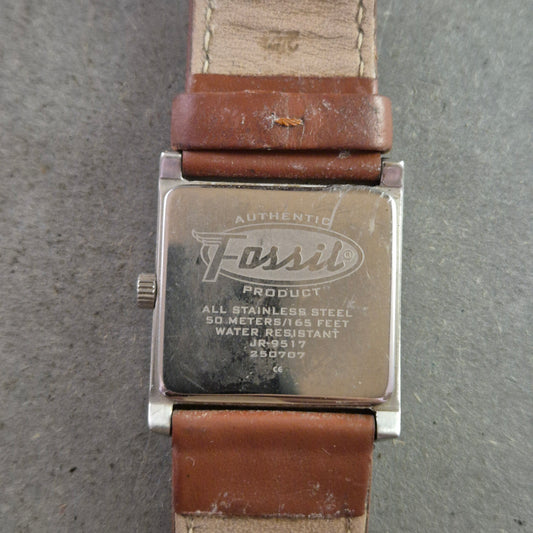 AUTHENTIC
Fossil®
PRODUCT
ALL STAINLESS STEEL
50 METERS/165 FEET
WATER RESISTANT
JR-9517
250707